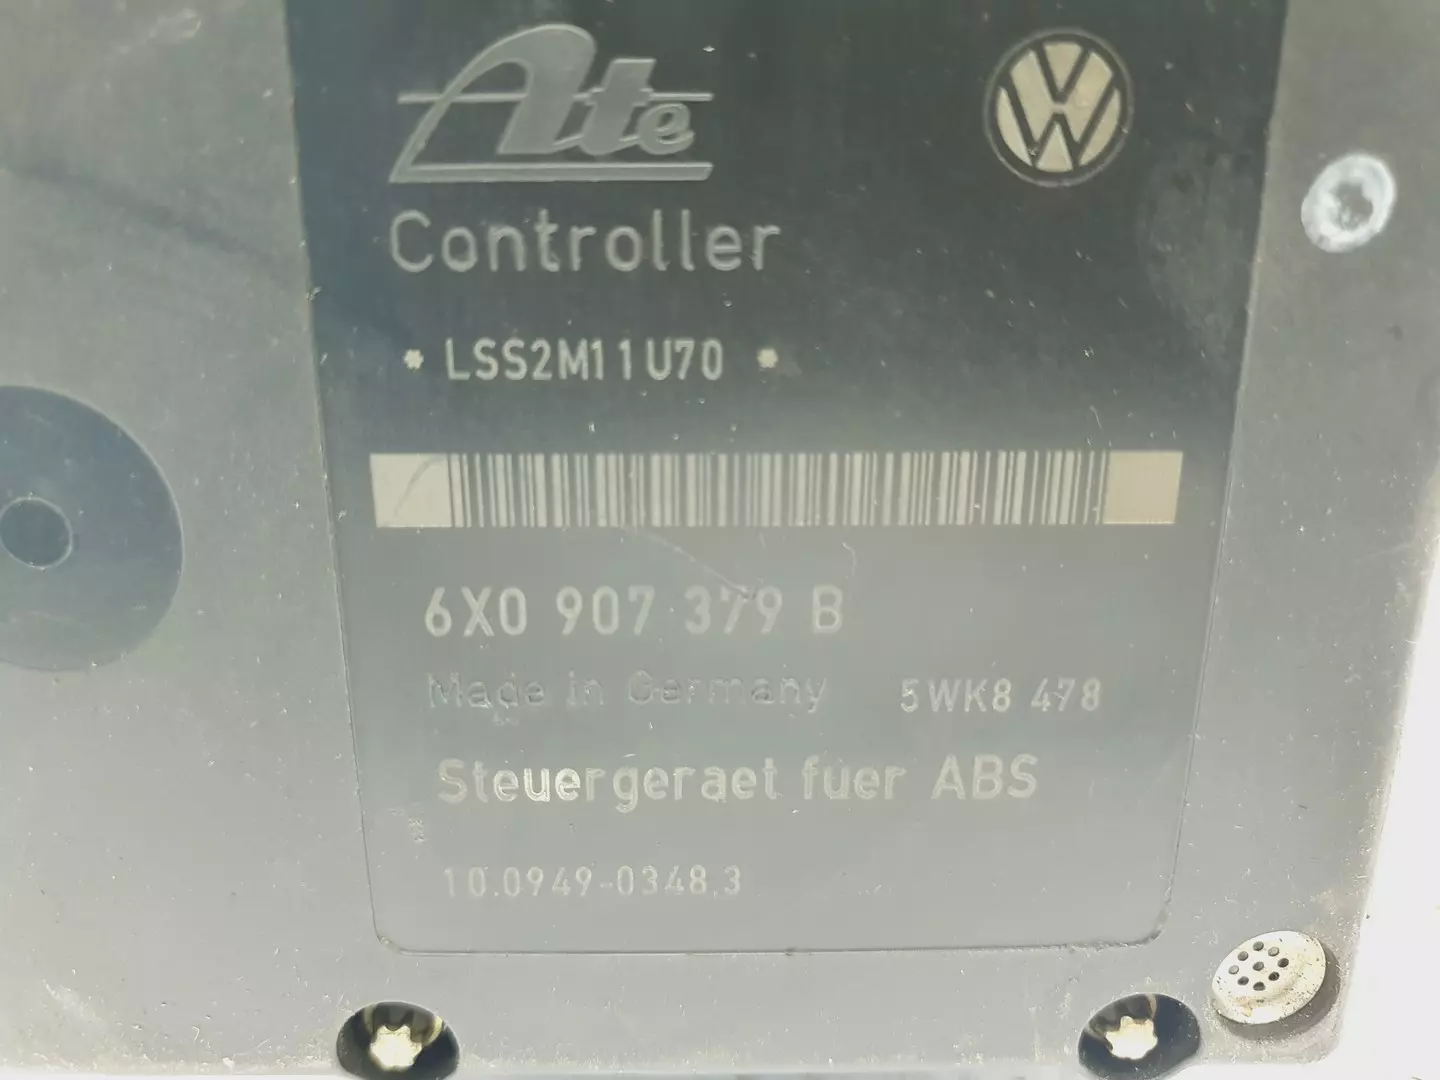 Ate
Controller
* LSS2M11U70 *
6X0 907 379 B
Made in Germany 5WK8 478
Steuergeraet fuer ABS
10.0949-0348.3